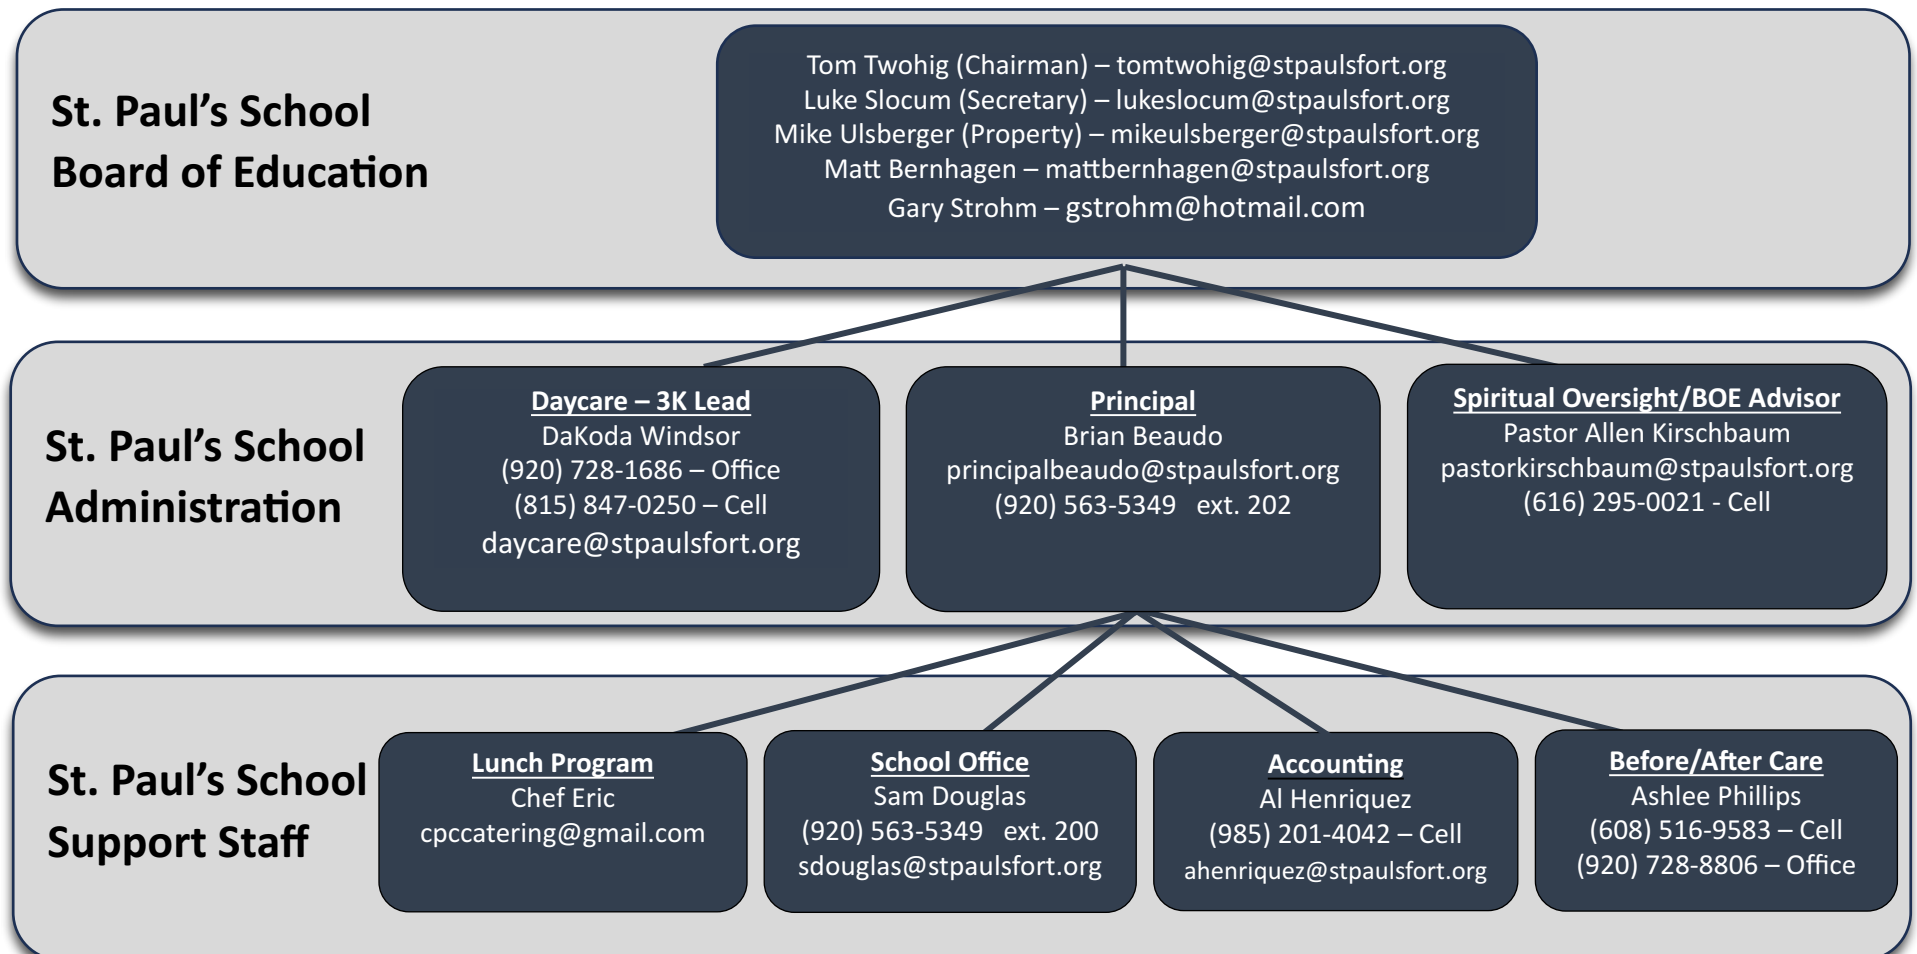 St. Paul's School
Board of Education
Tom Twohig (Chairman) – tomtwohig@stpaulsfort.org
Luke Slocum (Secretary) – lukeslocum@stpaulsfort.org
Mike Ulsberger (Property) – mikeulsberger@stpaulsfort.org
Matt Bernhagen – mattbernhagen@stpaulsfort.org
Gary Strohm – gstrohm@hotmail.com
St. Paul's School
Administration
Daycare – 3K Lead
DaKoda Windsor
(920) 728-1686 – Office
(815) 847-0250 – Cell
daycare@stpaulsfort.org
Principal
Brian Beaudo
principalbeaudo@stpaulsfort.org
(920) 563-5349   ext. 202
Spiritual Oversight/BOE Advisor
Pastor Allen Kirschbaum
pastorkirschbaum@stpaulsfort.org
(616) 295-0021 - Cell
St. Paul's School
Support Staff
Lunch Program
Chef Eric
cpccatering@gmail.com
School Office
Sam Douglas
(920) 563-5349   ext. 200
sdouglas@stpaulsfort.org
Accounting
Al Henriquez
(985) 201-4042 – Cell
ahenriquez@stpaulsfort.org
Before/After Care
Ashlee Phillips
(608) 516-9583 – Cell
(920) 728-8806 – Office